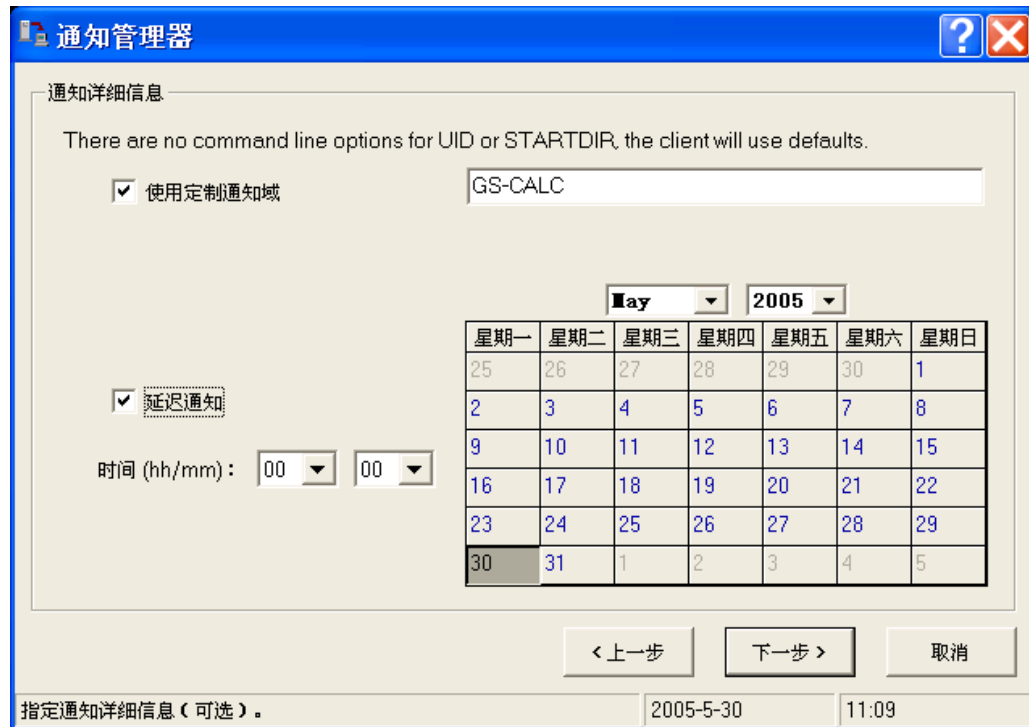 通知管理器
通知详细信息
There are no command line options for UID or STARTDIR, the client will use defaults.
使用定制通知域
GS-CALC
May 2005
星期一 星期二 星期三 星期四 星期五 星期六 星期日
25 26 27 28 29 30 1
2 3 4 5 6 7 8
9 10 11 12 13 14 15
16 17 18 19 20 21 22
23 24 25 26 27 28 29
30 31 1 2 3 4 5
延迟通知
时间 (hh/mm)： 00 00
<上一步 下一步> 取消
指定通知详细信息（可选）。 2005-5-30 11:09